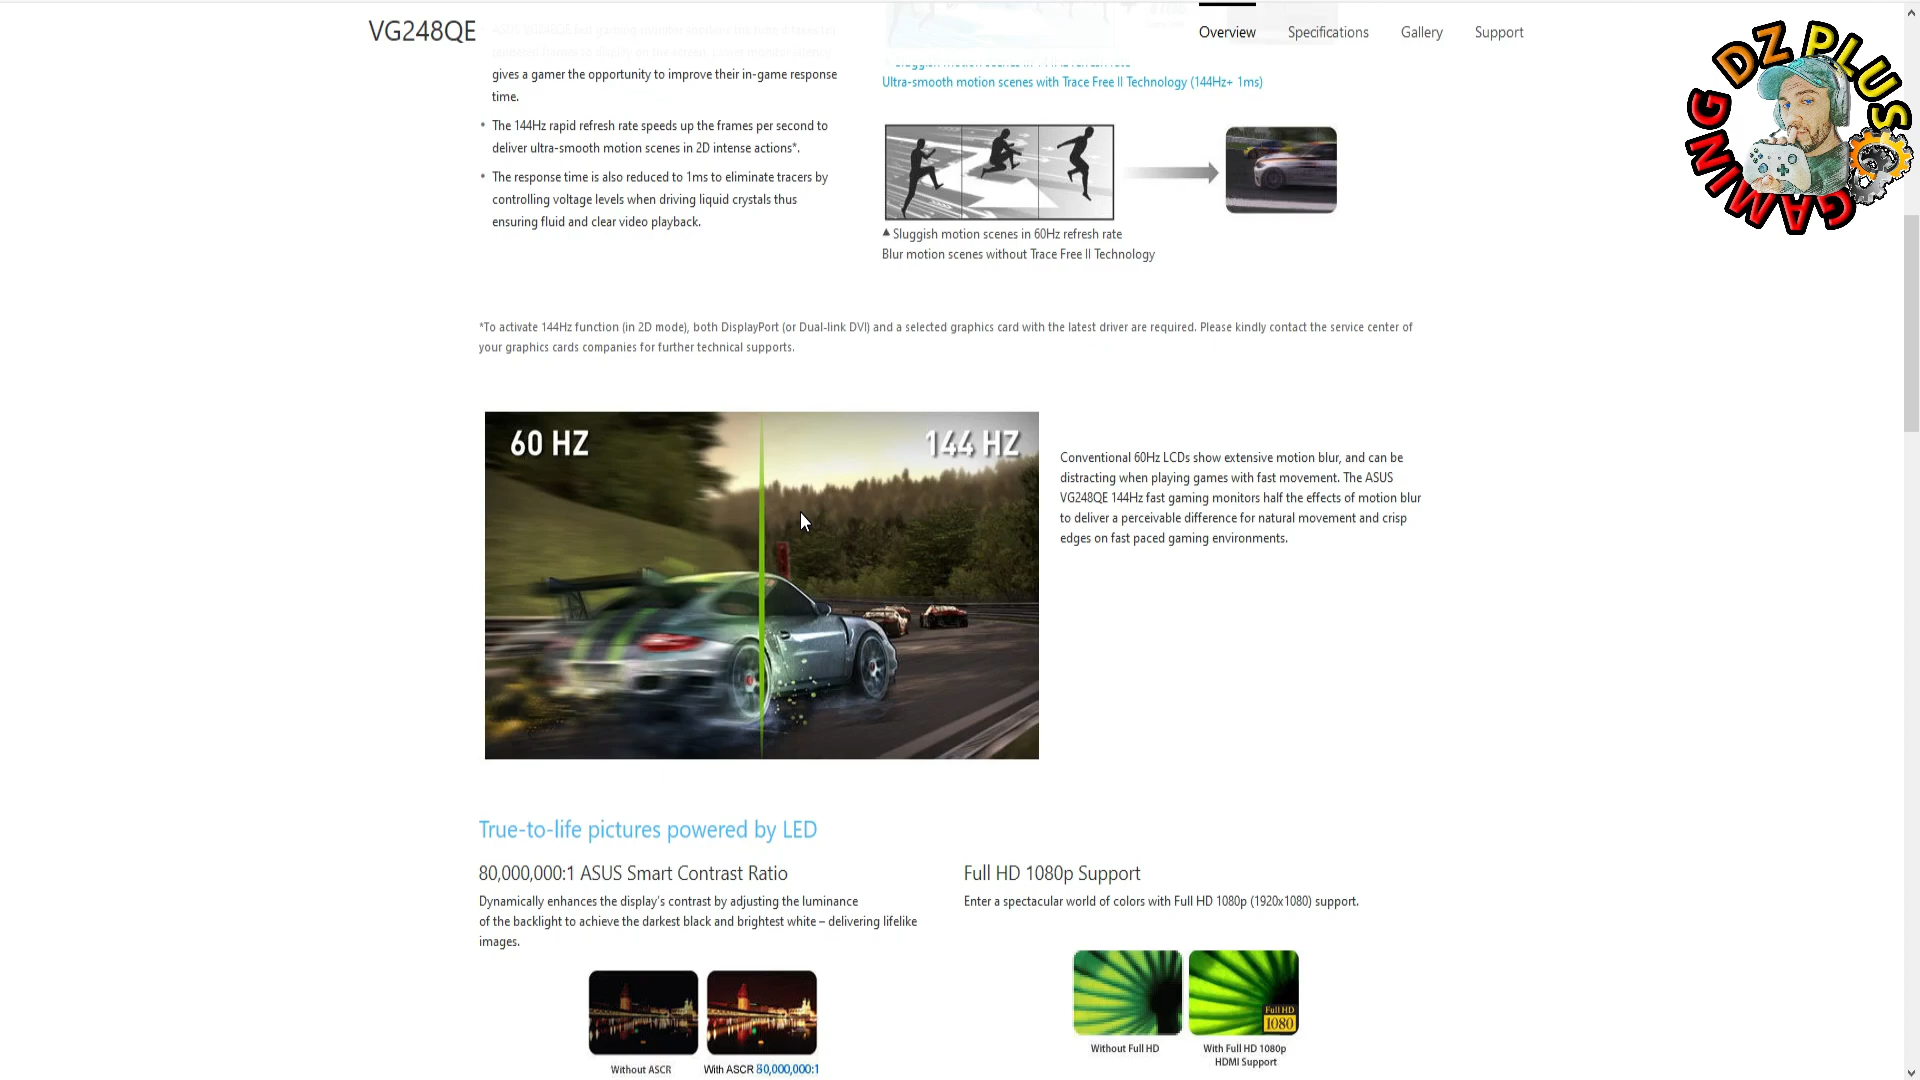 VG248QE
Overview
Specifications
Gallery
Support
gives a gamer the opportunity to improve their in-game response
time.
• The 144Hz rapid refresh rate speeds up the frames per second to
deliver ultra-smooth motion scenes in 2D intense actions*.
• The response time is also reduced to 1ms to eliminate tracers by
controlling voltage levels when driving liquid crystals thus
ensuring fluid and clear video playback.
Ultra-smooth motion scenes with Trace Free II Technology (144Hz+ 1ms)
▲ Sluggish motion scenes in 60Hz refresh rate
Blur motion scenes without Trace Free II Technology
GAMING DZ PLUS
*To activate 144Hz function (in 2D mode), both DisplayPort (or Dual-link DVI) and a selected graphics card with the latest driver are required. Please kindly contact the service center of
your graphics cards companies for further technical supports.
60 HZ
144 HZ
Conventional 60Hz LCDs show extensive motion blur, and can be
distracting when playing games with fast movement. The ASUS
VG248QE 144Hz fast gaming monitors half the effects of motion blur
to deliver a perceivable difference for natural movement and crisp
edges on fast paced gaming environments.
True-to-life pictures powered by LED
80,000,000:1 ASUS Smart Contrast Ratio
Dynamically enhances the display's contrast by adjusting the luminance
of the backlight to achieve the darkest black and brightest white – delivering lifelike
images.
Without ASCR
With ASCR 80,000,000:1
Full HD 1080p Support
Enter a spectacular world of colors with Full HD 1080p (1920x1080) support.
Full HD
1080
Without Full HD
With Full HD 1080p
HDMI Support